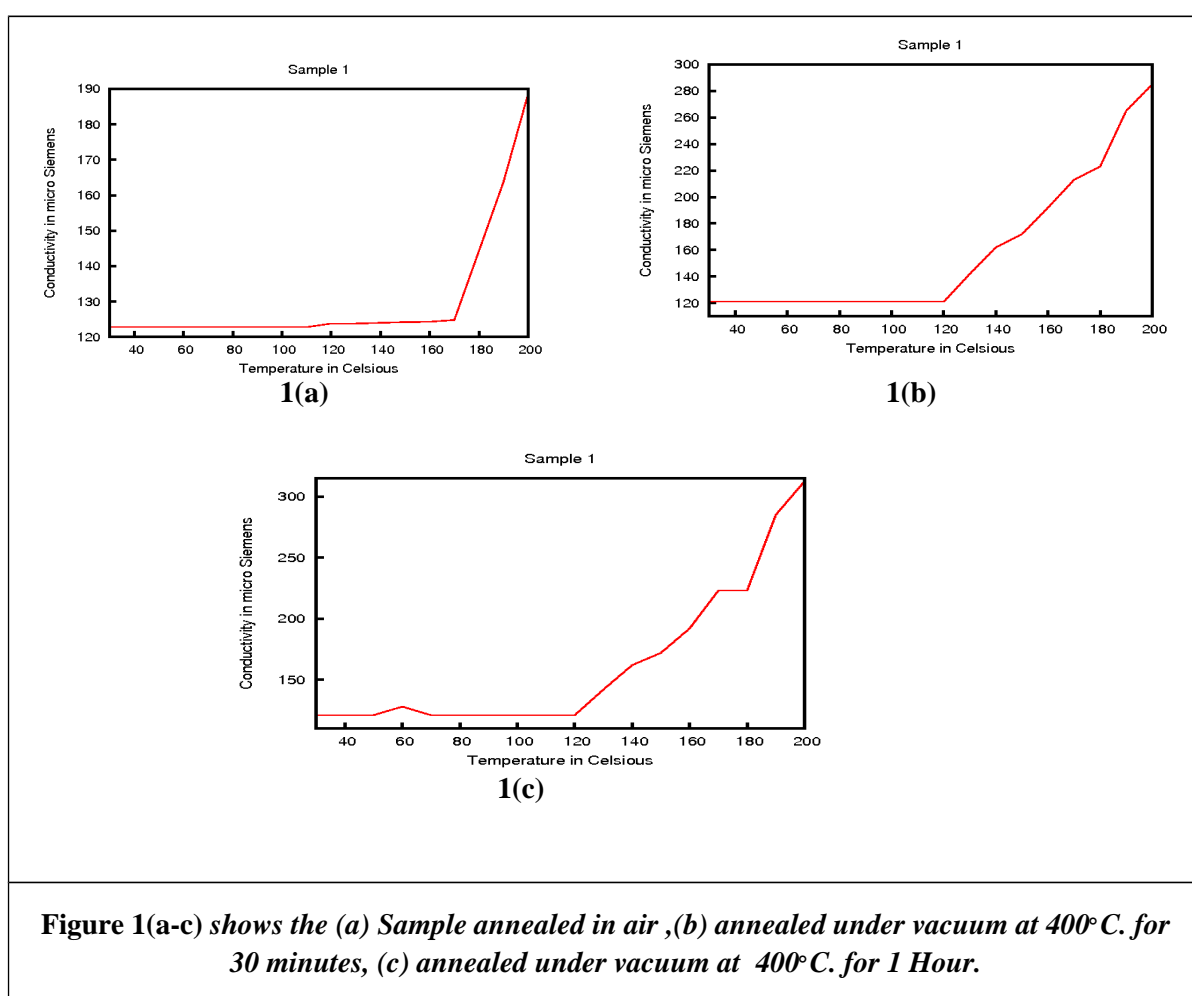 Sample 1
190
180
170
160
150
140
130
120
Conductivity in micro Siemens
40 60 80 100 120 140 160 180 200
Temperature in Celsious
1(a)
Sample 1
300
280
260
240
220
200
180
160
140
120
Conductivity in micro Siemens
40 60 80 100 120 140 160 180 200
Temperature in Celsious
1(b)
Sample 1
300
250
200
150
Conductivity in micro Siemens
40 60 80 100 120 140 160 180 200
Temperature in Celsious
1(c)
Figure 1(a-c) shows the (a) Sample annealed in air ,(b) annealed under vacuum at 400°C. for
30 minutes, (c) annealed under vacuum at 400°C. for 1 Hour.